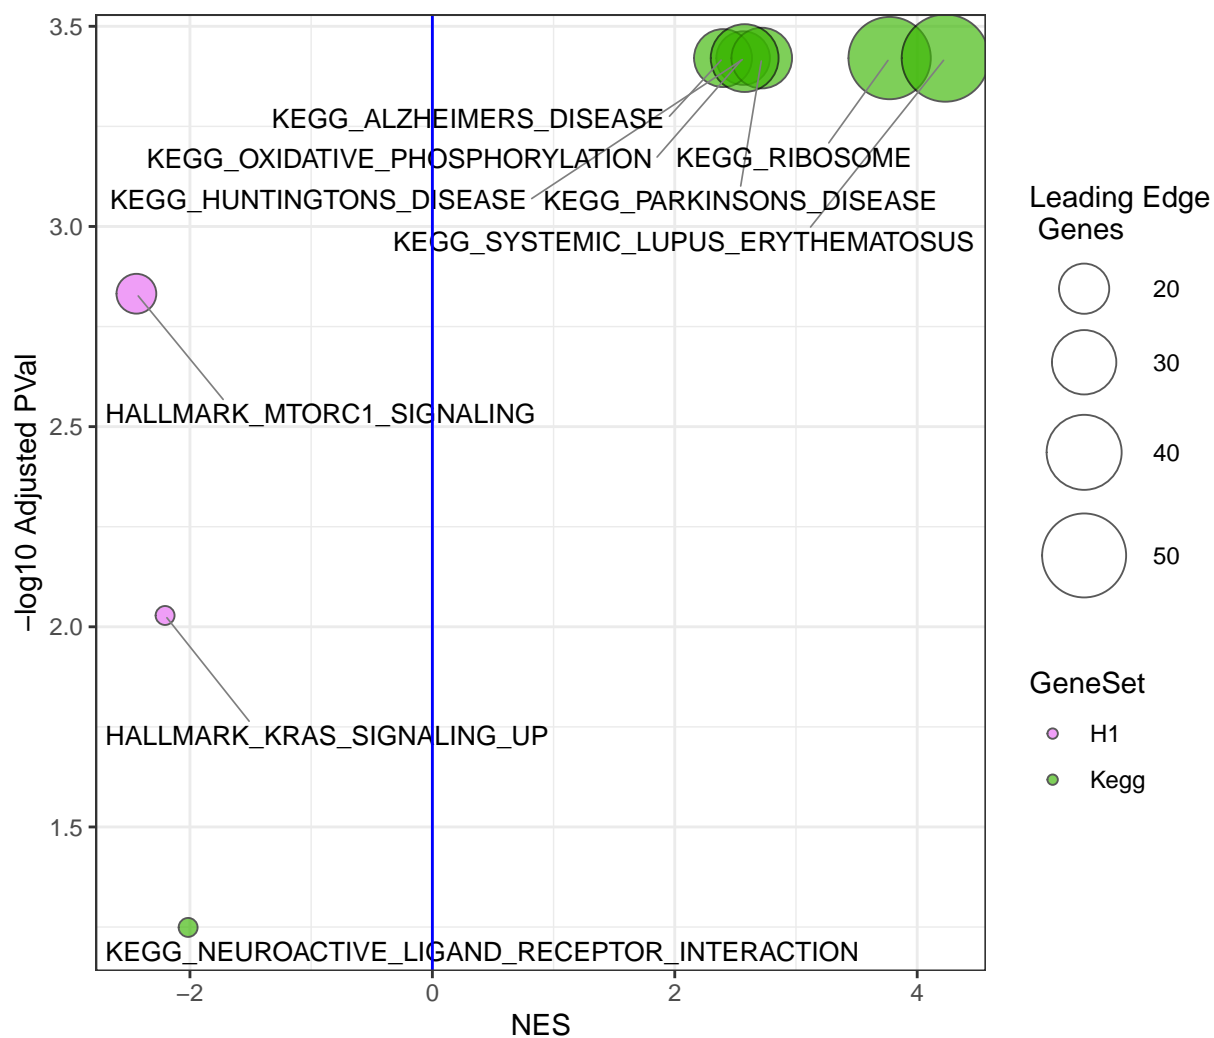 3.5
3.0
2.5
2.0
1.5
−log10 Adjusted PVal
KEGG_ALZHEIMERS_DISEASE
KEGG_OXIDATIVE_PHOSPHORYLATION
KEGG_RIBOSOME
KEGG_HUNTINGTONS_DISEASE
KEGG_PARKINSONS_DISEASE
KEGG_SYSTEMIC_LUPUS_ERYTHEMATOSUS
HALLMARK_MTORC1_SIGNALING
HALLMARK_KRAS_SIGNALING_UP
KEGG_NEUROACTIVE_LIGAND_RECEPTOR_INTERACTION
−2
0
2
4
NES
Leading Edge
Genes
20
30
40
50
GeneSet
H1
Kegg